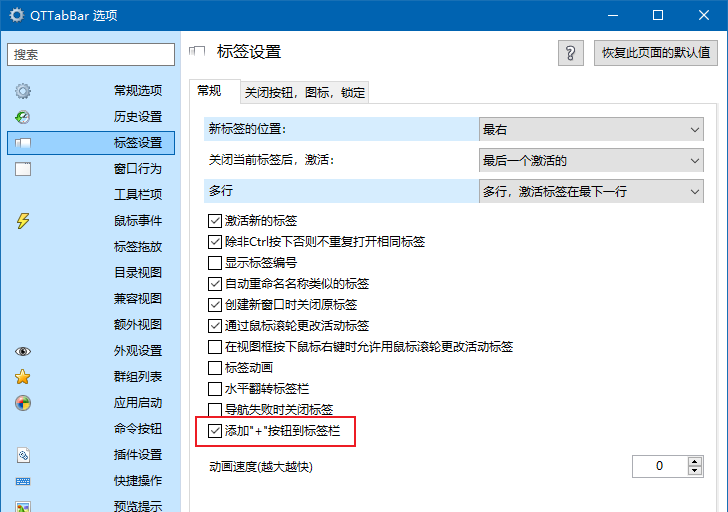 QTTabBar 选项
搜索
常规选项
历史设置
标签设置
窗口行为
工具栏项
鼠标事件
标签拖放
目录视图
兼容视图
额外视图
外观设置
群组列表
应用启动
命令按钮
插件设置
快捷操作
预览提示
标签设置
?
恢复此页面的默认值
常规
关闭按钮，图标，锁定
新标签的位置：
最右
关闭当前标签后，激活：
最后一个激活的
多行
多行，激活标签在最下一行
激活新的标签
除非Ctrl按下否则不重复打开相同标签
显示标签编号
自动重命名名称类似的标签
创建新窗口时关闭原标签
通过鼠标滚轮更改活动标签
在视图框按下鼠标右键时允许用鼠标滚轮更改活动标签
标签动画
水平翻转标签栏
导航失败时关闭标签
添加"+"按钮到标签栏
动画速度(越大越快)
0